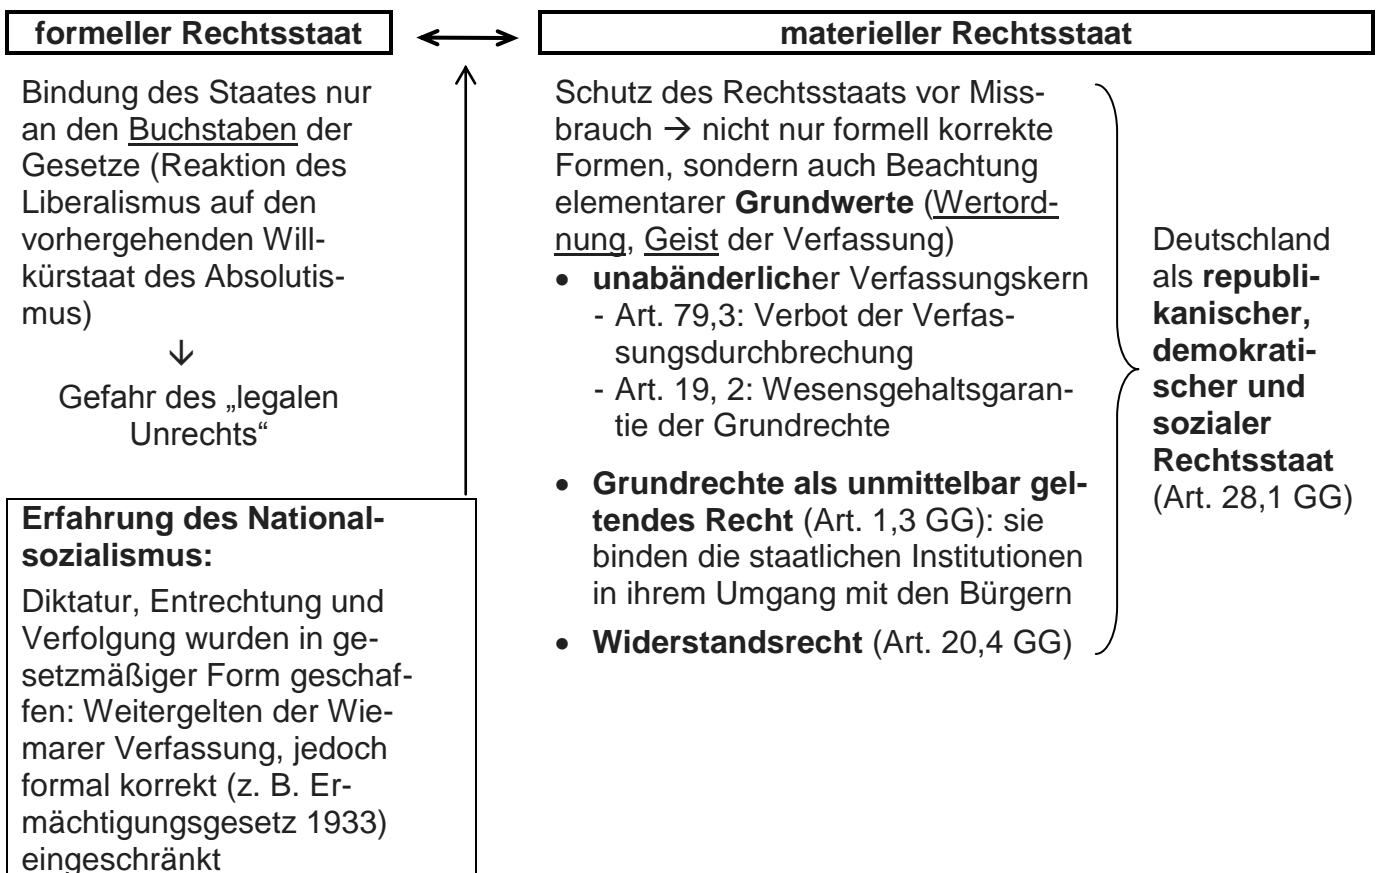 formeller Rechtsstaat
Bindung des Staates nur
an den Buchstaben der
Gesetze (Reaktion des
Liberalismus auf den
vorhergehenden Will-
kürstaat des Absolutis-
mus)
Gefahr des „legalen
Unrechts“
Erfahrung des National-
sozialismus:
Diktatur, Entrechtung und
Verfolgung wurden in ge-
setzmäßiger Form geschaf-
fen: Weitergelten der Wie-
marer Verfassung, jedoch
formal korrekt (z. B. Er-
mächtigungsgesetz 1933)
eingeschränkt
materieller Rechtsstaat
Schutz des Rechtsstaats vor Miss-
brauch → nicht nur formell korrekte
Formen, sondern auch Beachtung
elementarer Grundwerte (Wertord-
nung, Geist der Verfassung)
• unabänderlicher Verfassungskern
- Art. 79,3: Verbot der Verfas-
sungsdurchbrechung
- Art. 19, 2: Wesensgehaltsgaran-
tie der Grundrechte
• Grundrechte als unmittelbar gel-
tendes Recht (Art. 1,3 GG): sie
binden die staatlichen Institutionen
in ihrem Umgang mit den Bürgern
• Widerstandsrecht (Art. 20,4 GG)
Deutschland
als republi-
kanischer,
demokrati-
scher und
sozialer
Rechtsstaat
(Art. 28,1 GG)